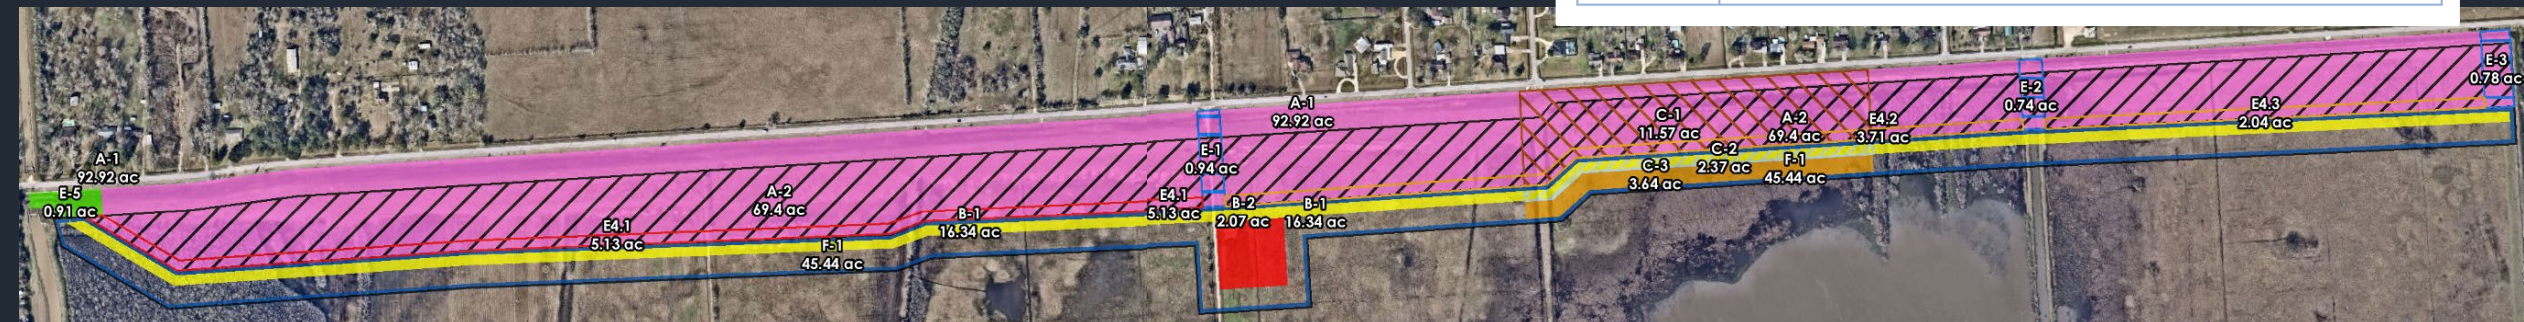 A-1
92.92 ac
E-5
0.91 ac
A-2
69.4 ac
E4.1
5.13 ac
F-1
45.44 ac
B-1
16.34 ac
E4.1
5.13 ac
E-1
0.94 ac
A-1
92.92 ac
B-2
2.07 ac
B-1
16.34 ac
C-1
11.57 ac
A-2
69.4 ac
E4.2
3.71 ac
C-2
2.37 ac
C-3
3.64 ac
F-1
45.44 ac
E-2
0.74 ac
E4.3
2.04 ac
E-3
0.78 ac